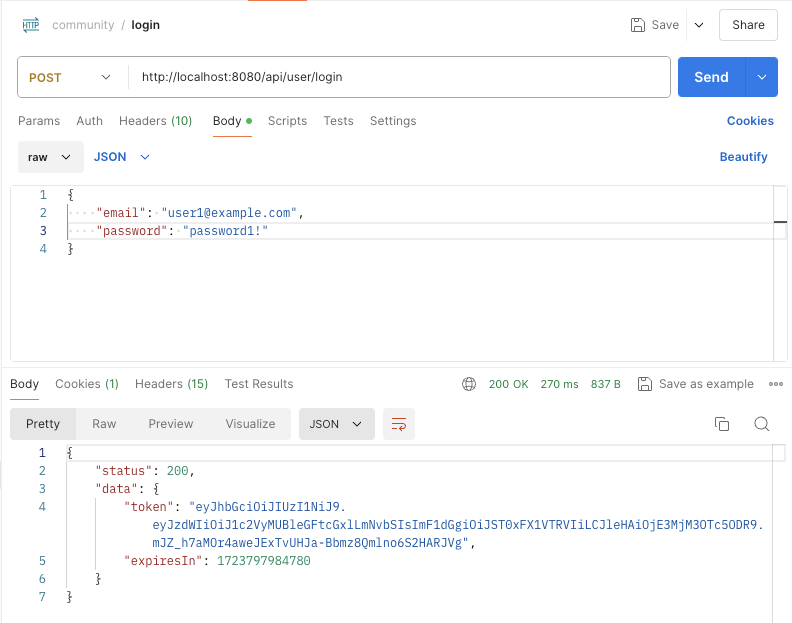 HTTP community / login Save Share
POST http://localhost:8080/api/user/login Send
Params Auth Headers (10) Body Scripts Tests Settings Cookies
raw JSON Beautify
1 {
2 "email": "user1@example.com",
3 "password": "password1!"
4 }
Body Cookies (1) Headers (15) Test Results 200 OK 270 ms 837 B Save as example
Pretty Raw Preview Visualize JSON
1 {
2 "status": 200,
3 "data": {
4 "token": "eyJhbGciOiJIUzI1NiJ9.
eyJzdWIiOiJ1c2VyMUBleGFtcGxlLmNvbSIsImF1dGgiOiJST0xFX1VTRVIiLCJleHAiOjE3MjM3OTc5ODR9.
mJZ_h7aMOr4aweJExTvUHJa-Bbmz8Qmlno6S2HARJVg",
5 "expiresIn": 1723797984780
6 }
7 }